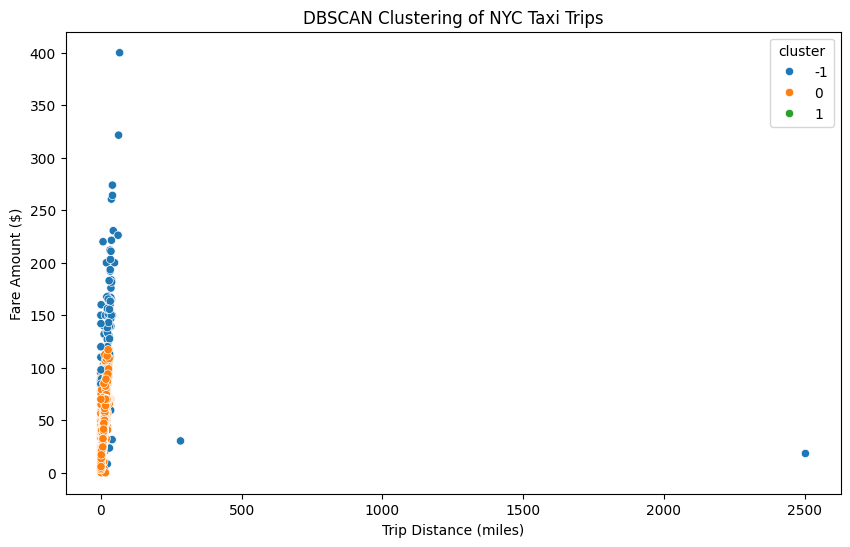 DBSCAN Clustering of NYC Taxi Trips
cluster
-1
0
1
400
350
300
250
200
150
100
50
0
Fare Amount ($)
0 500 1000 1500 2000 2500
Trip Distance (miles)